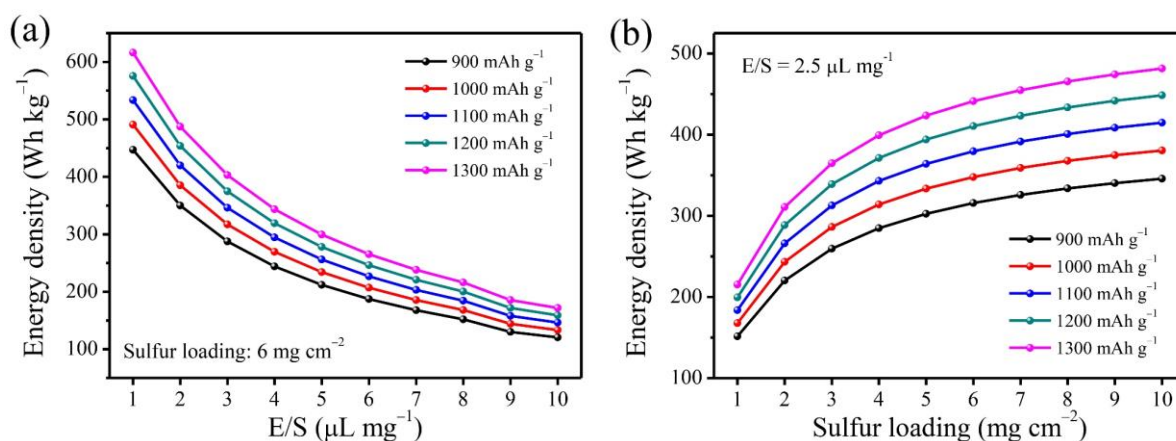 (a)
Energy density (Wh kg⁻¹)
600
500
400
300
200
100
900 mAh g⁻¹
1000 mAh g⁻¹
1100 mAh g⁻¹
1200 mAh g⁻¹
1300 mAh g⁻¹
Sulfur loading: 6 mg cm⁻²
1 2 3 4 5 6 7 8 9 10
E/S (μL mg⁻¹)
(b)
Energy density (Wh kg⁻¹)
500
400
300
200
100
E/S = 2.5 μL mg⁻¹
900 mAh g⁻¹
1000 mAh g⁻¹
1100 mAh g⁻¹
1200 mAh g⁻¹
1300 mAh g⁻¹
1 2 3 4 5 6 7 8 9 10
Sulfur loading (mg cm⁻²)